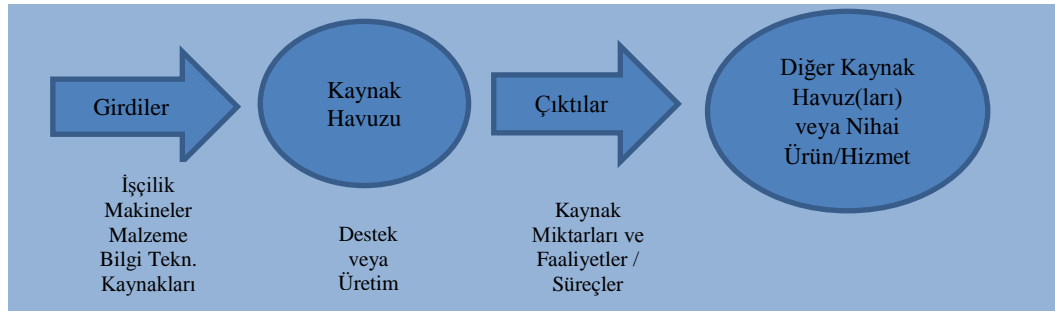 Girdiler
Kaynak
Havuzu
Çıktılar
Diğer Kaynak
Havuz(ları)
veya Nihai
Ürün/Hizmet
İşçilik
Makineler
Malzeme
Bilgi Tekn.
Kaynakları
Destek
veya
Üretim
Kaynak
Miktarları ve
Faaliyetler /
Süreçler